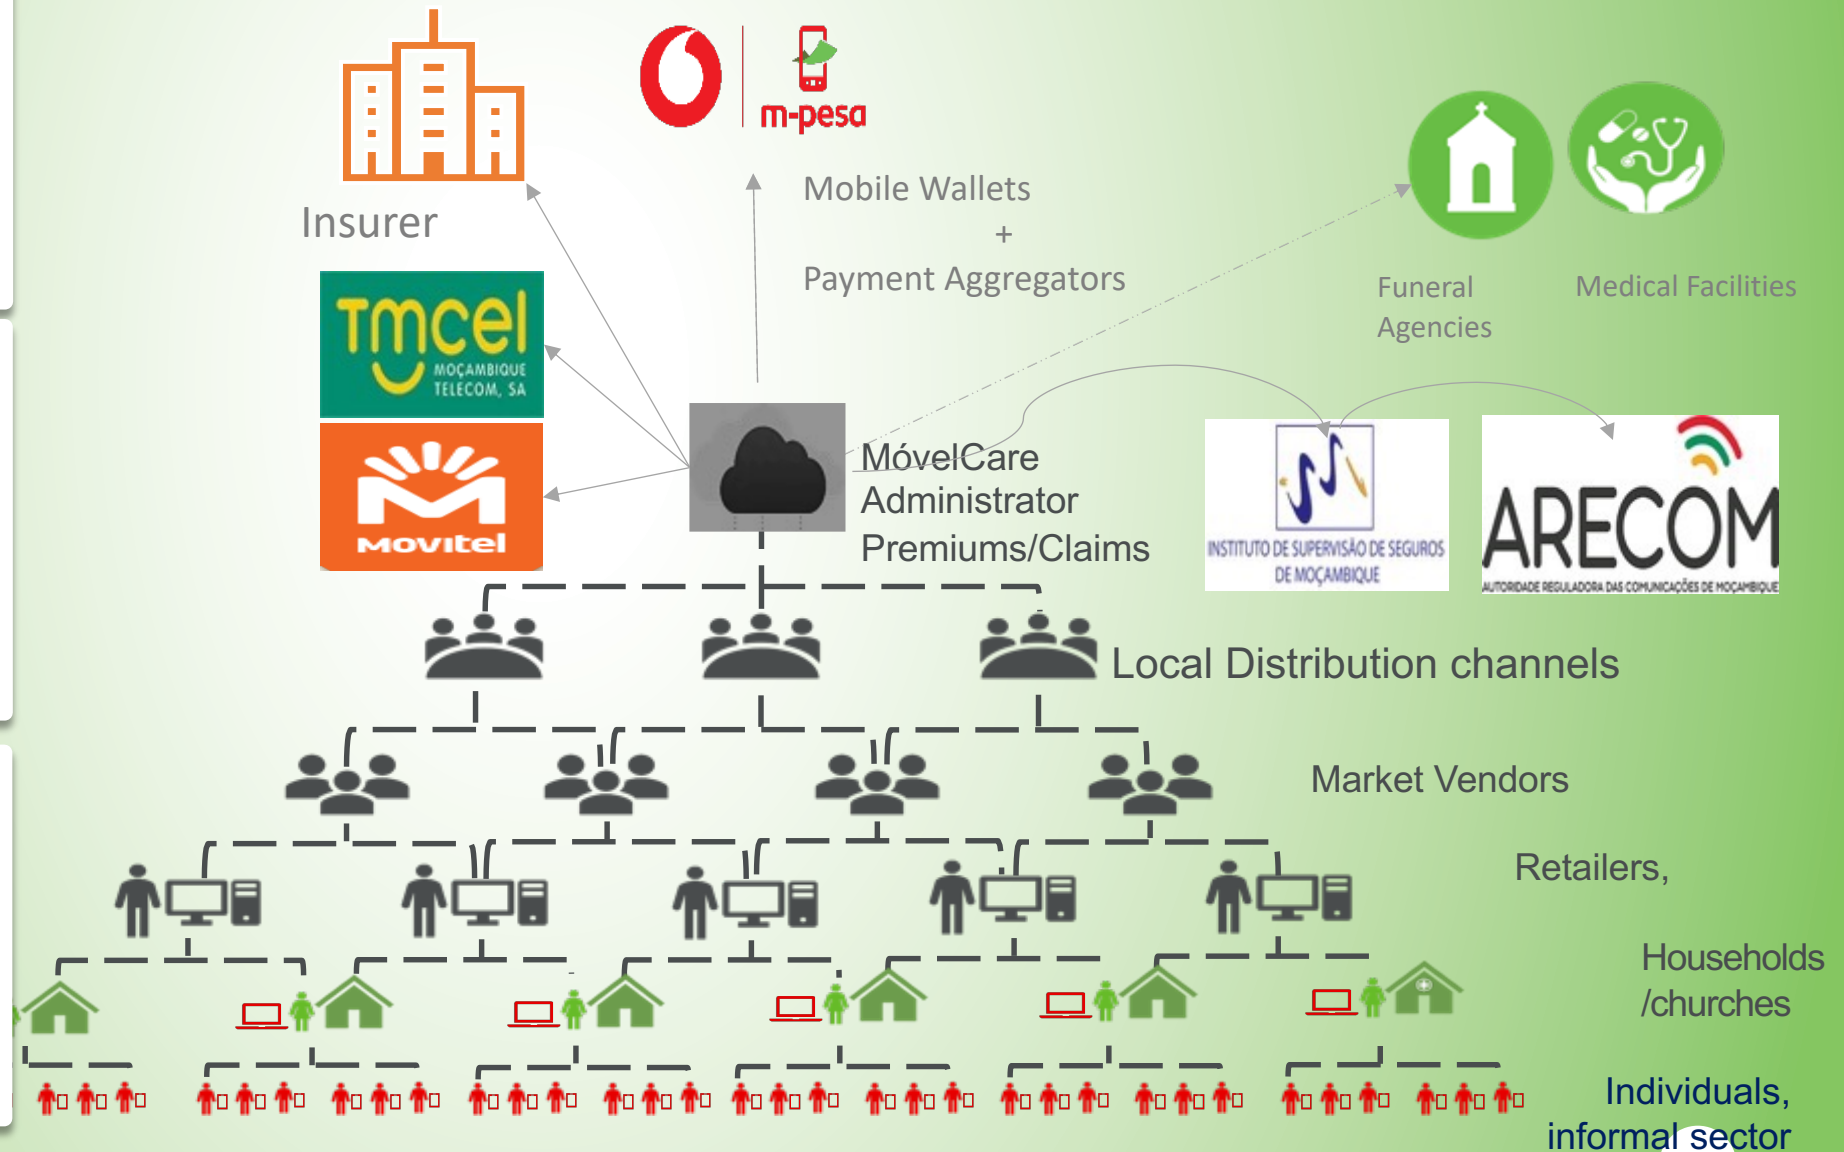 m-pesa
Mobile Wallets
+
Payment Aggregators
Insurer
Tmcel
MOÇAMBIQUE
TELECOM, SA
Movitel
Funeral
Agencies
Medical Facilities
MóvelCare
Administrator
Premiums/Claims
INSTITUTO DE SUPERVISÃO DE SEGUROS
DE MOÇAMBIQUE
ARECOM
AUTORIDADE REGULADORA DAS COMUNICAÇÕES DE MOÇAMBIQUE
Local Distribution channels
Market Vendors
Retailers,
Households
/churches
Individuals,
informal sector